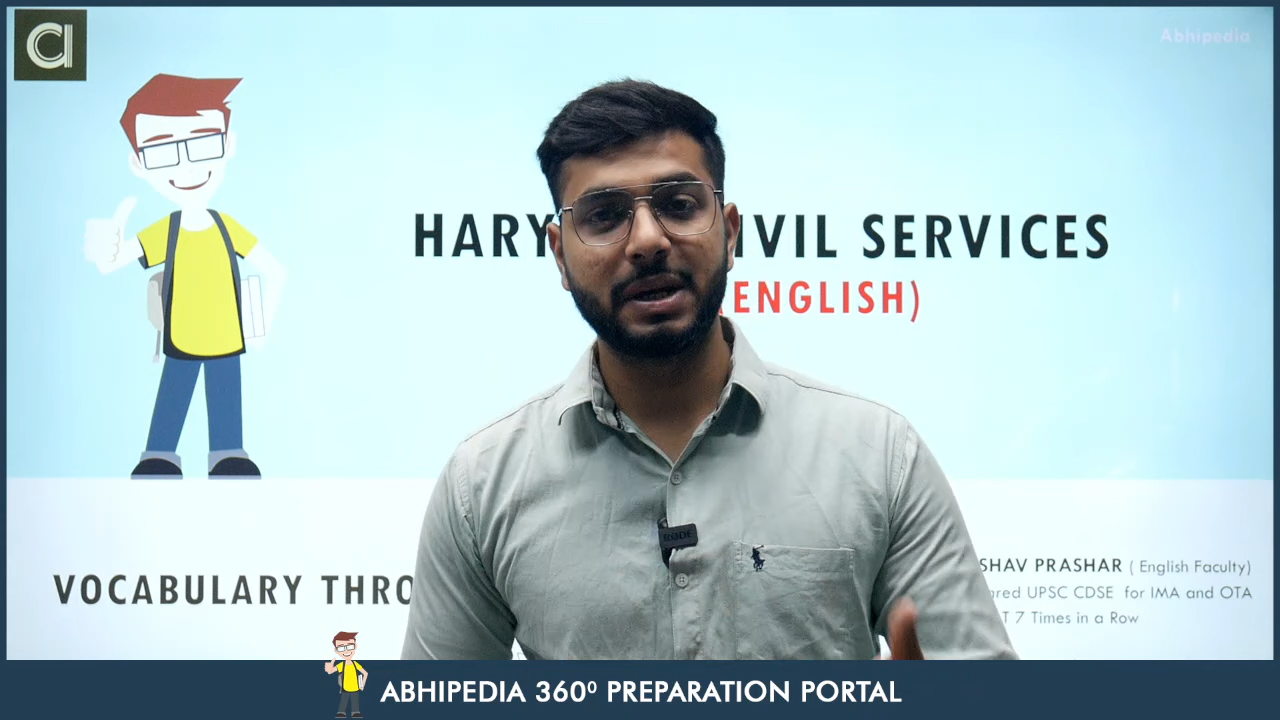 Abhipedia
HARY IVIL SERVICES
(ENGLISH)
SHAV PRASHAR ( English Faculty)
red UPSC CDSE for IMA and OTA
VOCABULARY THRO
T 7 Times in a Row
RODE
ABHIPEDIA 360⁰ PREPARATION PORTAL